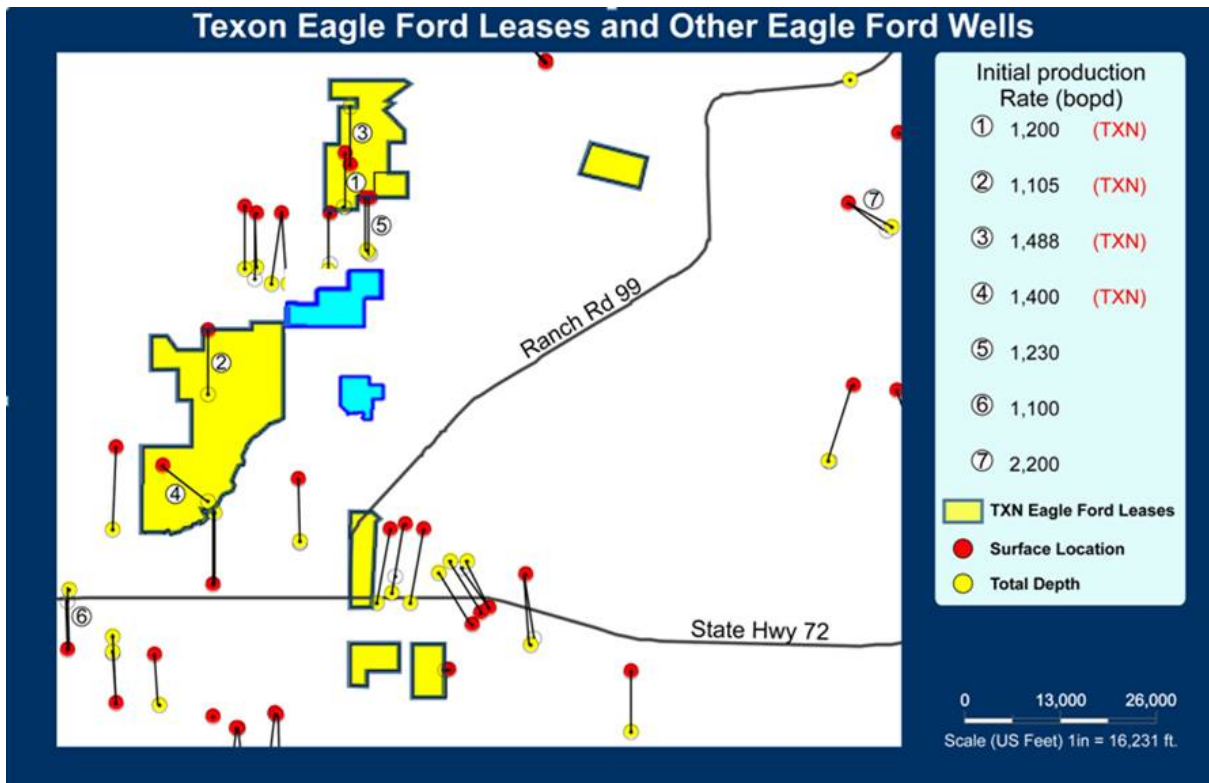 Texon Eagle Ford Leases and Other Eagle Ford Wells
Initial production
Rate (bopd)
① 1,200 (TXN)
② 1,105 (TXN)
③ 1,488 (TXN)
④ 1,400 (TXN)
⑤ 1,230
⑥ 1,100
⑦ 2,200
TXN Eagle Ford Leases
Surface Location
Total Depth
0 13,000 26,000
Scale (US Feet) 1in = 16,231 ft.
③
①
⑤
⑦
Ranch Rd 99
②
④
⑥
State Hwy 72